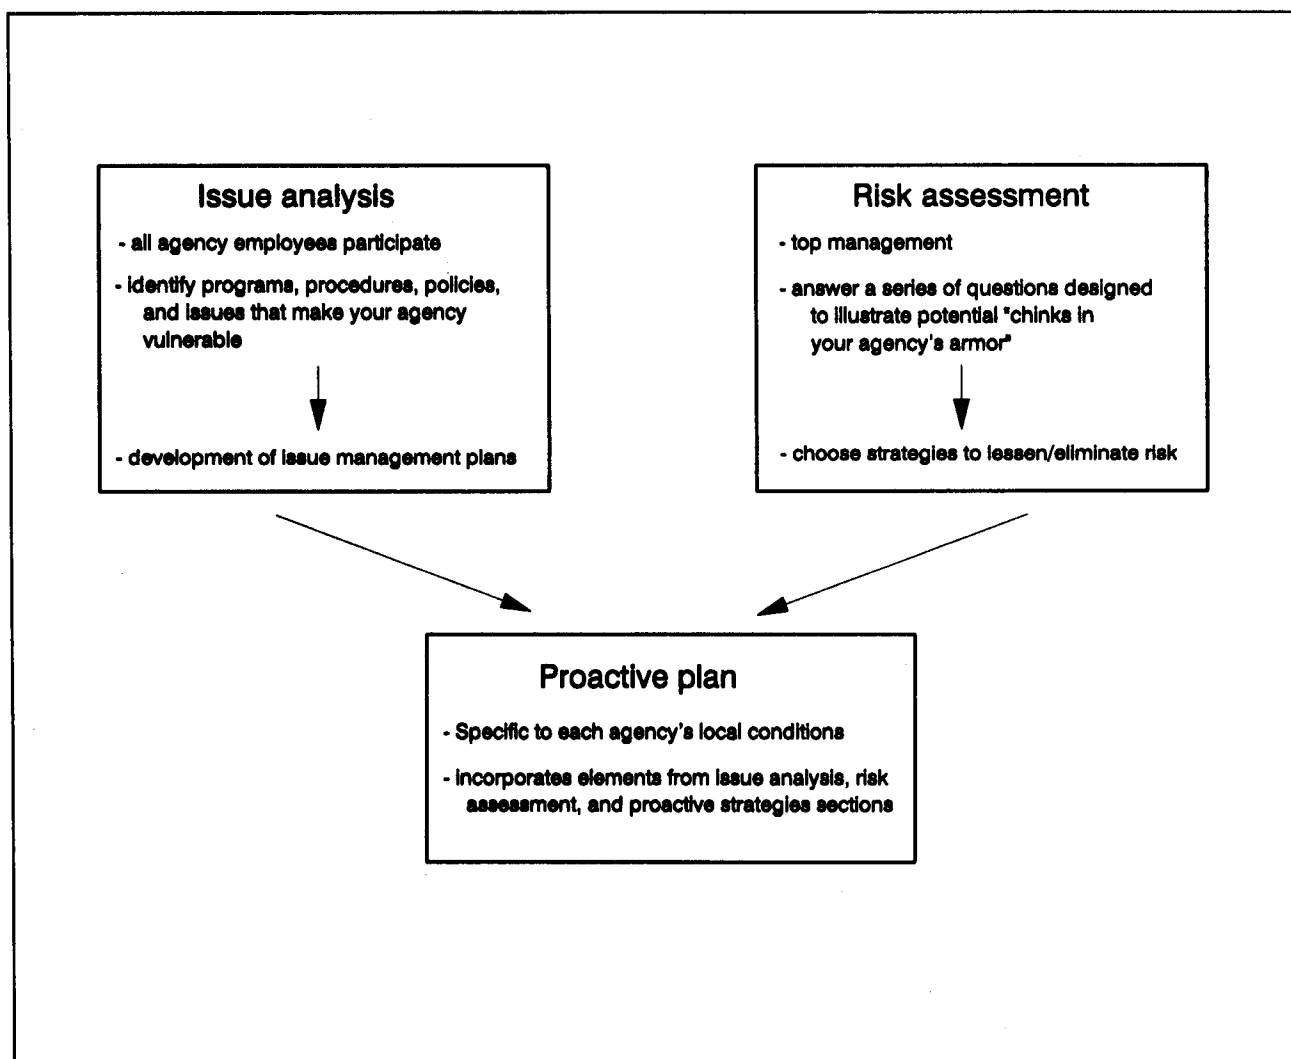 Issue analysis
- all agency employees participate
- identify programs, procedures, policies,
and issues that make your agency
vulnerable
- development of issue management plans
Risk assessment
- top management
- answer a series of questions designed
to illustrate potential "chinks in
your agency's armor"
- choose strategies to lessen/eliminate risk
Proactive plan
- Specific to each agency's local conditions
- incorporates elements from issue analysis, risk
assessment, and proactive strategies sections